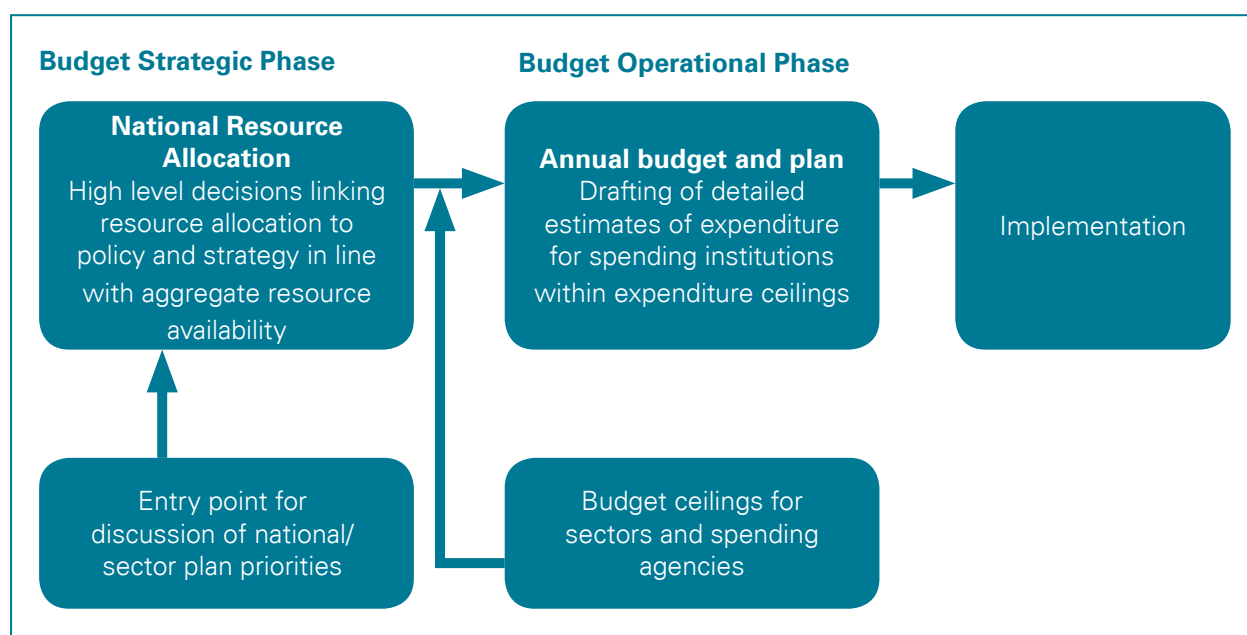 Budget Strategic Phase
Budget Operational Phase
National Resource
Allocation
High level decisions linking
resource allocation to
policy and strategy in line
with aggregate resource
availability
Annual budget and plan
Drafting of detailed
estimates of expenditure
for spending institutions
within expenditure ceilings
Implementation
Entry point for
discussion of national/
sector plan priorities
Budget ceilings for
sectors and spending
agencies